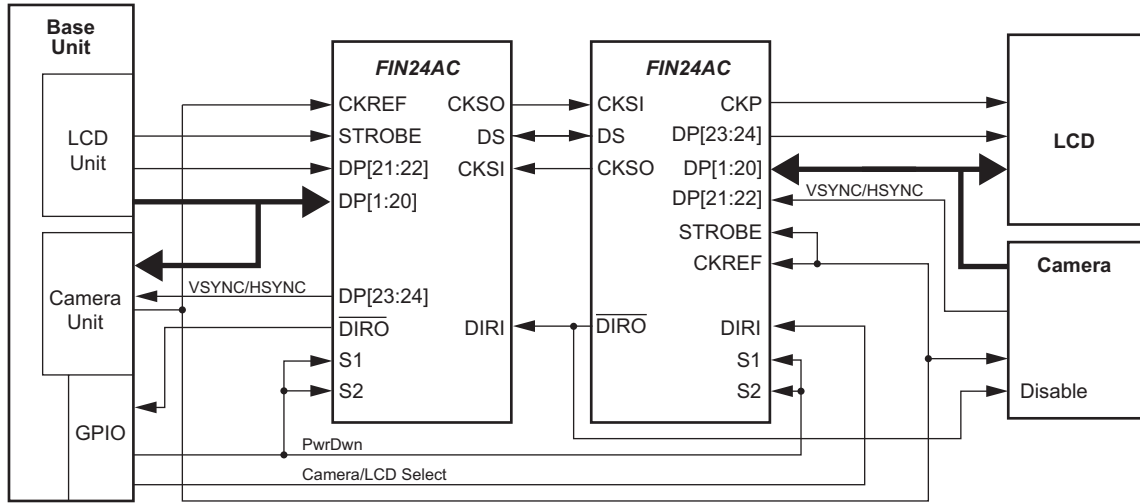 Base
Unit
LCD
Unit
Camera
Unit
GPIO
VSYNC/HSYNC
PwrDwn
Camera/LCD Select
FIN24AC
CKREF
STROBE
DP[21:22]
DP[1:20]
DP[23:24]
DIRO
S1
S2
CKSO
DS
CKSI
DIRI
FIN24AC
CKSI
DS
CKSO
DIRO
CKP
DP[23:24]
DP[1:20]
DP[21:22]
STROBE
CKREF
DIRI
S1
S2
VSYNC/HSYNC
LCD
Camera
Disable